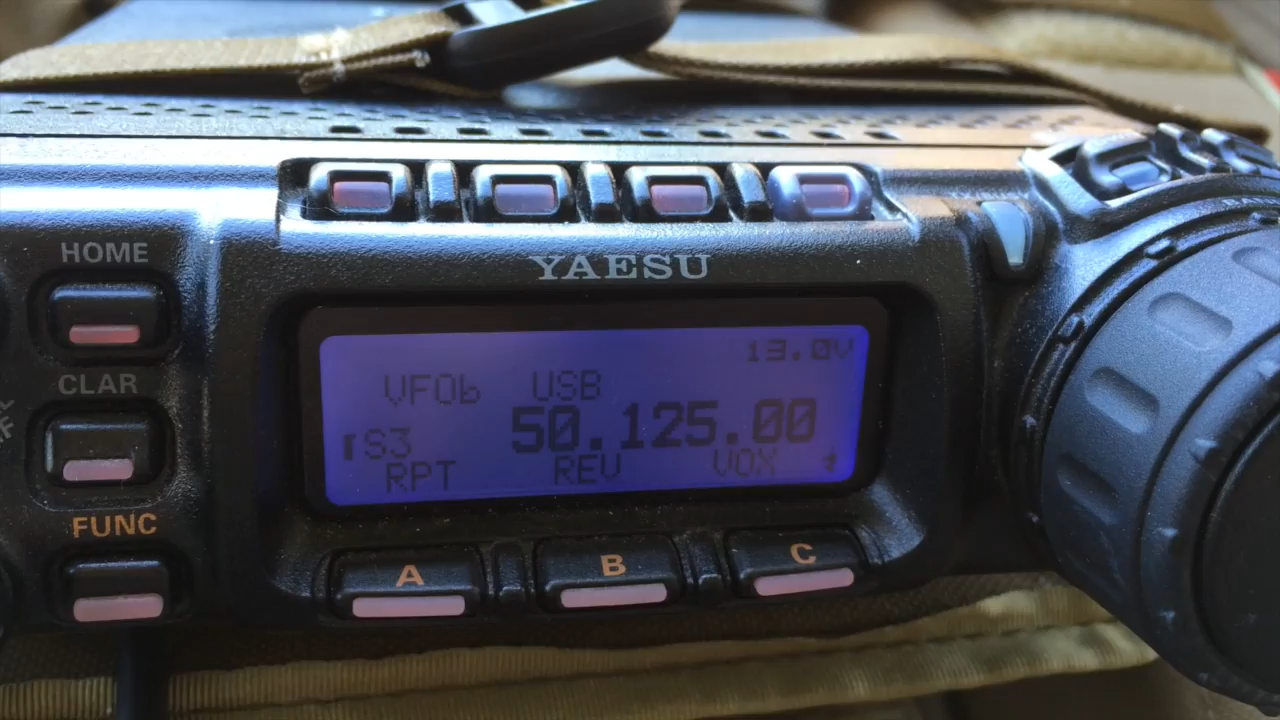 YAESU
HOME
13.0V
VFOb USB
CLAR
50.125.00
S3
RPT REV VOX
FUNC
A B C